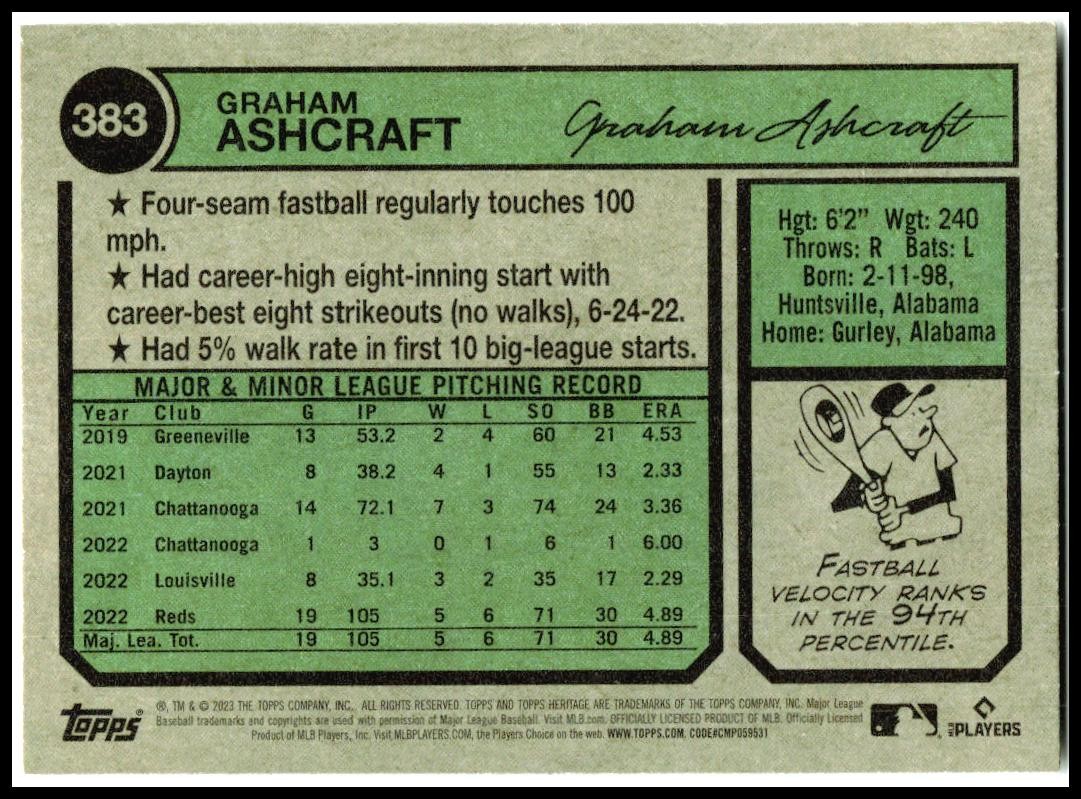 383
GRAHAM
ASHCRAFT
Graham Ashcraft
★ Four-seam fastball regularly touches 100
mph.
★ Had career-high eight-inning start with
career-best eight strikeouts (no walks), 6-24-22.
★ Had 5% walk rate in first 10 big-league starts.
MAJOR & MINOR LEAGUE PITCHING RECORD
Year Club G IP W L SO BB ERA
2019 Greeneville 13 53.2 2 4 60 21 4.53
2021 Dayton 8 38.2 4 1 55 13 2.33
2021 Chattanooga 14 72.1 7 3 74 24 3.36
2022 Chattanooga 1 3 0 1 6 1 6.00
2022 Louisville 8 35.1 3 2 35 17 2.29
2022 Reds 19 105 5 6 71 30 4.89
Maj. Lea. Tot. 19 105 5 6 71 30 4.89
Hgt: 6'2" Wgt: 240
Throws: R Bats: L
Born: 2-11-98,
Huntsville, Alabama
Home: Gurley, Alabama
FASTBALL
VELOCITY RANKS
IN THE 94TH
PERCENTILE.
topps®
®, TM & © 2023 THE TOPPS COMPANY, INC. ALL RIGHTS RESERVED. TOPPS AND TOPPS HERITAGE ARE TRADEMARKS OF THE TOPPS COMPANY, INC. Major League
Baseball trademarks and copyrights are used with permission of Major League Baseball. Visit MLB.com. OFFICIALLY LICENSED PRODUCT OF MLB. Officially Licensed
Product of MLB Players, Inc. Visit MLBPLAYERS.COM, the Players Choice on the web. WWW.TOPPS.COM. CODE#CMP059531
MLB PLAYERS